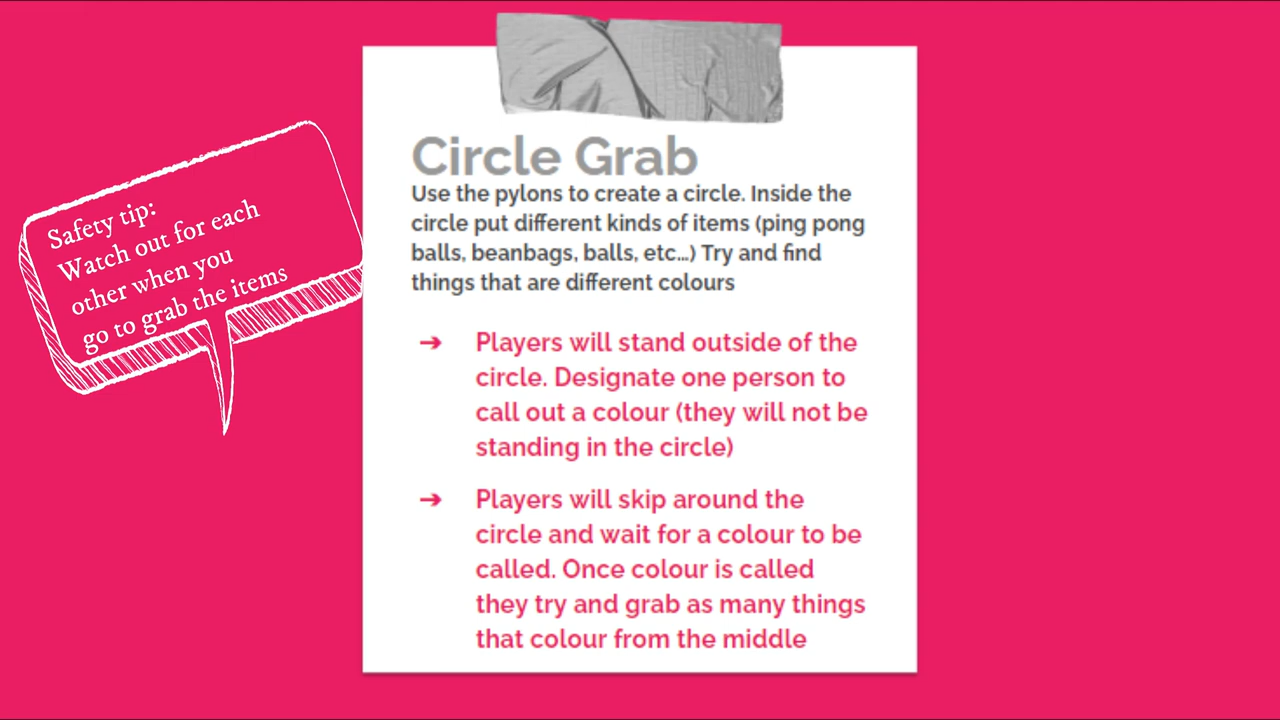 Safety tip:
Watch out for each
other when you
go to grab the items
Circle Grab
Use the pylons to create a circle. Inside the
circle put different kinds of items (ping pong
balls, beanbags, balls, etc...) Try and find
things that are different colours
➔ Players will stand outside of the
circle. Designate one person to
call out a colour (they will not be
standing in the circle)
➔ Players will skip around the
circle and wait for a colour to be
called. Once colour is called
they try and grab as many things
that colour from the middle